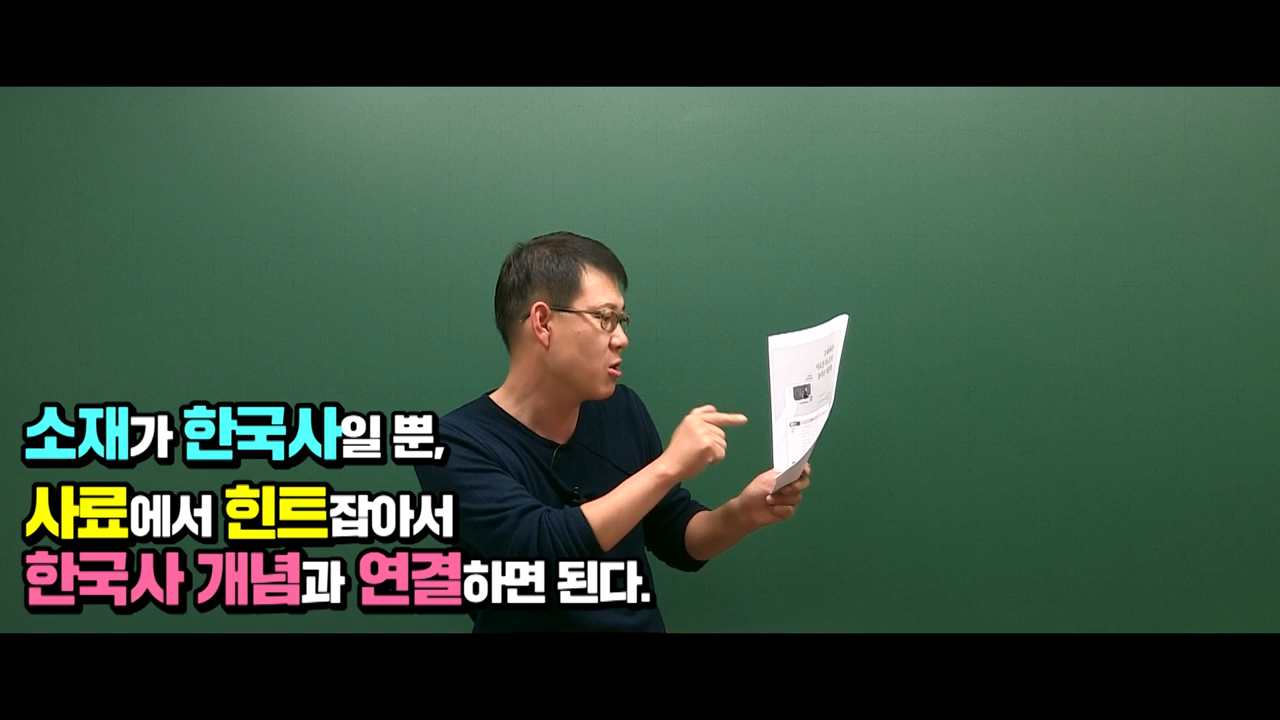 소재가 한국사일 뿐,
사료에서 힌트잡아서
한국사 개념과 연결하면 된다.